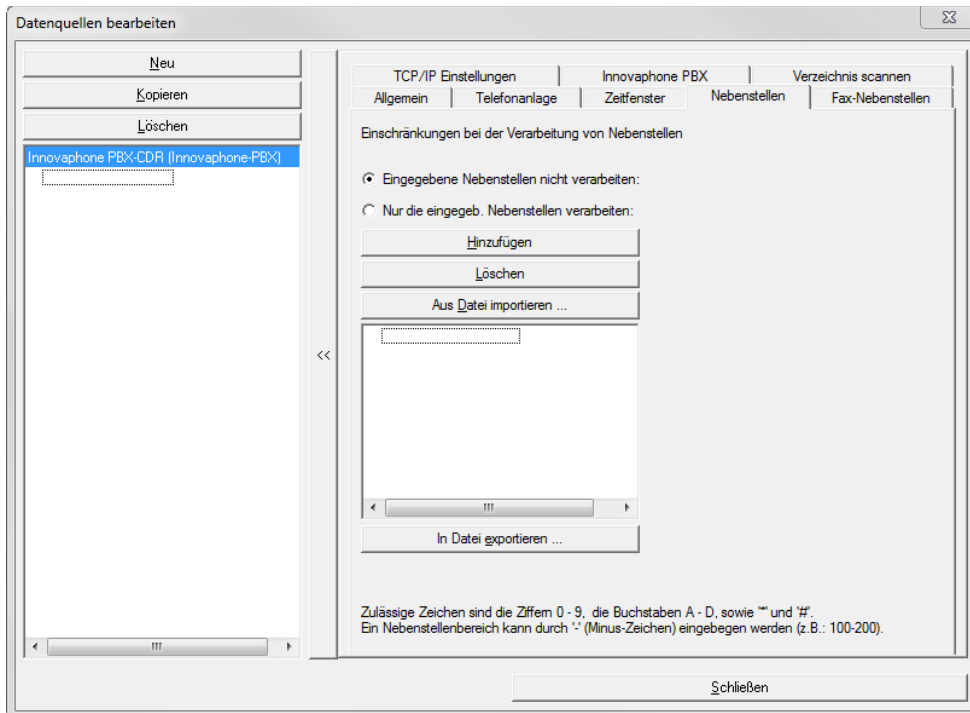 Datenquellen bearbeiten
Neu
Kopieren
Löschen
Innovaphone PBX-CDR (Innovaphone-PBX)
<<
TCP/IP Einstellungen
Innovaphone PBX
Verzeichnis scannen
Allgemein
Telefonanlage
Zeitfenster
Nebenstellen
Fax-Nebenstellen
Einschränkungen bei der Verarbeitung von Nebenstellen
Eingegebene Nebenstellen nicht verarbeiten:
Nur die eingegeb. Nebenstellen verarbeiten:
Hinzufügen
Löschen
Aus Datei importieren ...
In Datei exportieren ...
Zulässige Zeichen sind die Ziffern 0 - 9, die Buchstaben A - D, sowie '*' und '#'.
Ein Nebenstellenbereich kann durch '-' (Minus-Zeichen) eingebegen werden (z.B.: 100-200).
Schließen